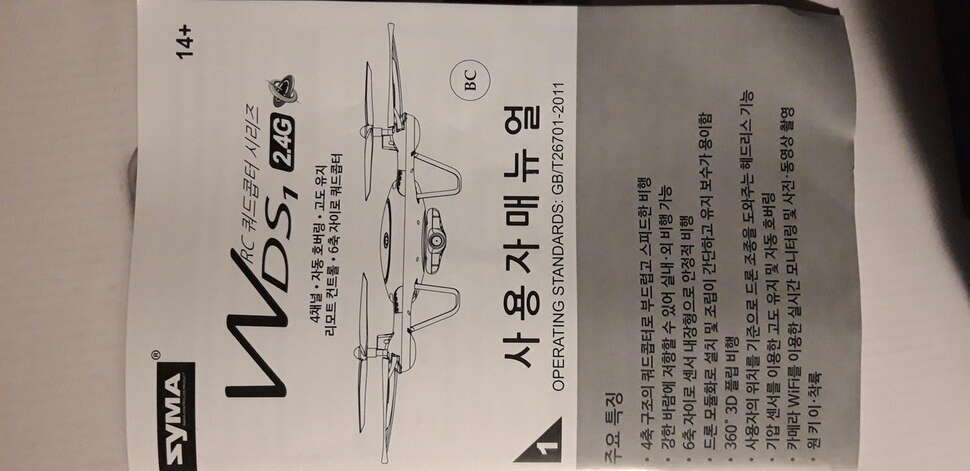 SYMA®
14+
RC 쿼드콥터 시리즈
WDS1 2.4G
4채널 · 자동 호버링 · 고도 유지
리모트 컨트롤 · 6축 자이로 쿼드콥터
BC
1
사용자매뉴얼
OPERATING STANDARDS: GB/T26701-2011
주요 특징
· 4축 구조의 쿼드콥터로 부드럽고 스피드한 비행
· 강한 바람에 저항할 수 있어 실내·외 비행 가능
· 6축 자이로 센서 내장형으로 안정적 비행
· 드론 모듈화로 설치 및 조립이 간단하고 유지 보수가 용이함
· 360° 3D 플립 비행
· 사용자의 위치를 기준으로 드론 조종을 도와주는 헤드리스 기능
· 기압 센서를 이용한 고도 유지 및 자동 호버링
· 카메라 WiFi를 이용한 실시간 모니터링 및 사진·동영상 촬영
· 원 키 이·착륙